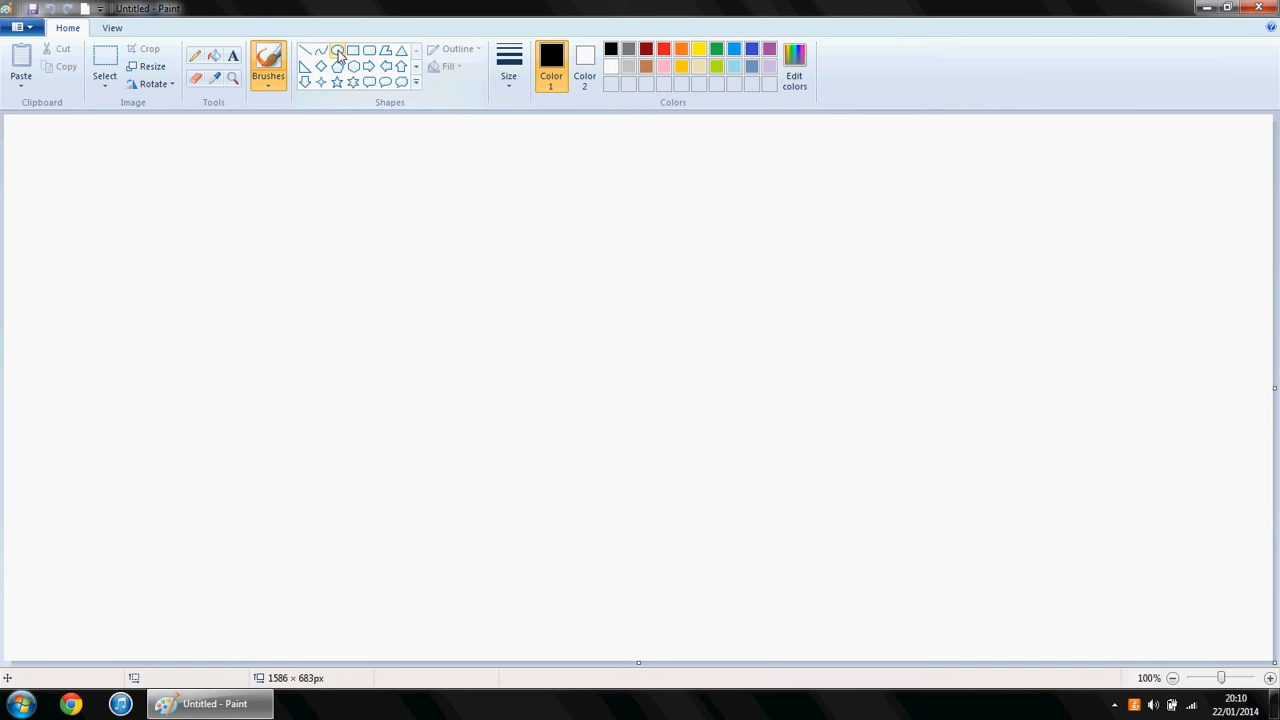 Untitled - Paint
Home View
Paste Cut Copy
Clipboard
Select Crop Resize Rotate
Image
Tools
Brushes
Shapes
Outline
Fill
Size
Color 1
Color 2
Edit colors
Colors
1586 × 683px
100%
Untitled - Paint
20:10
22/01/2014